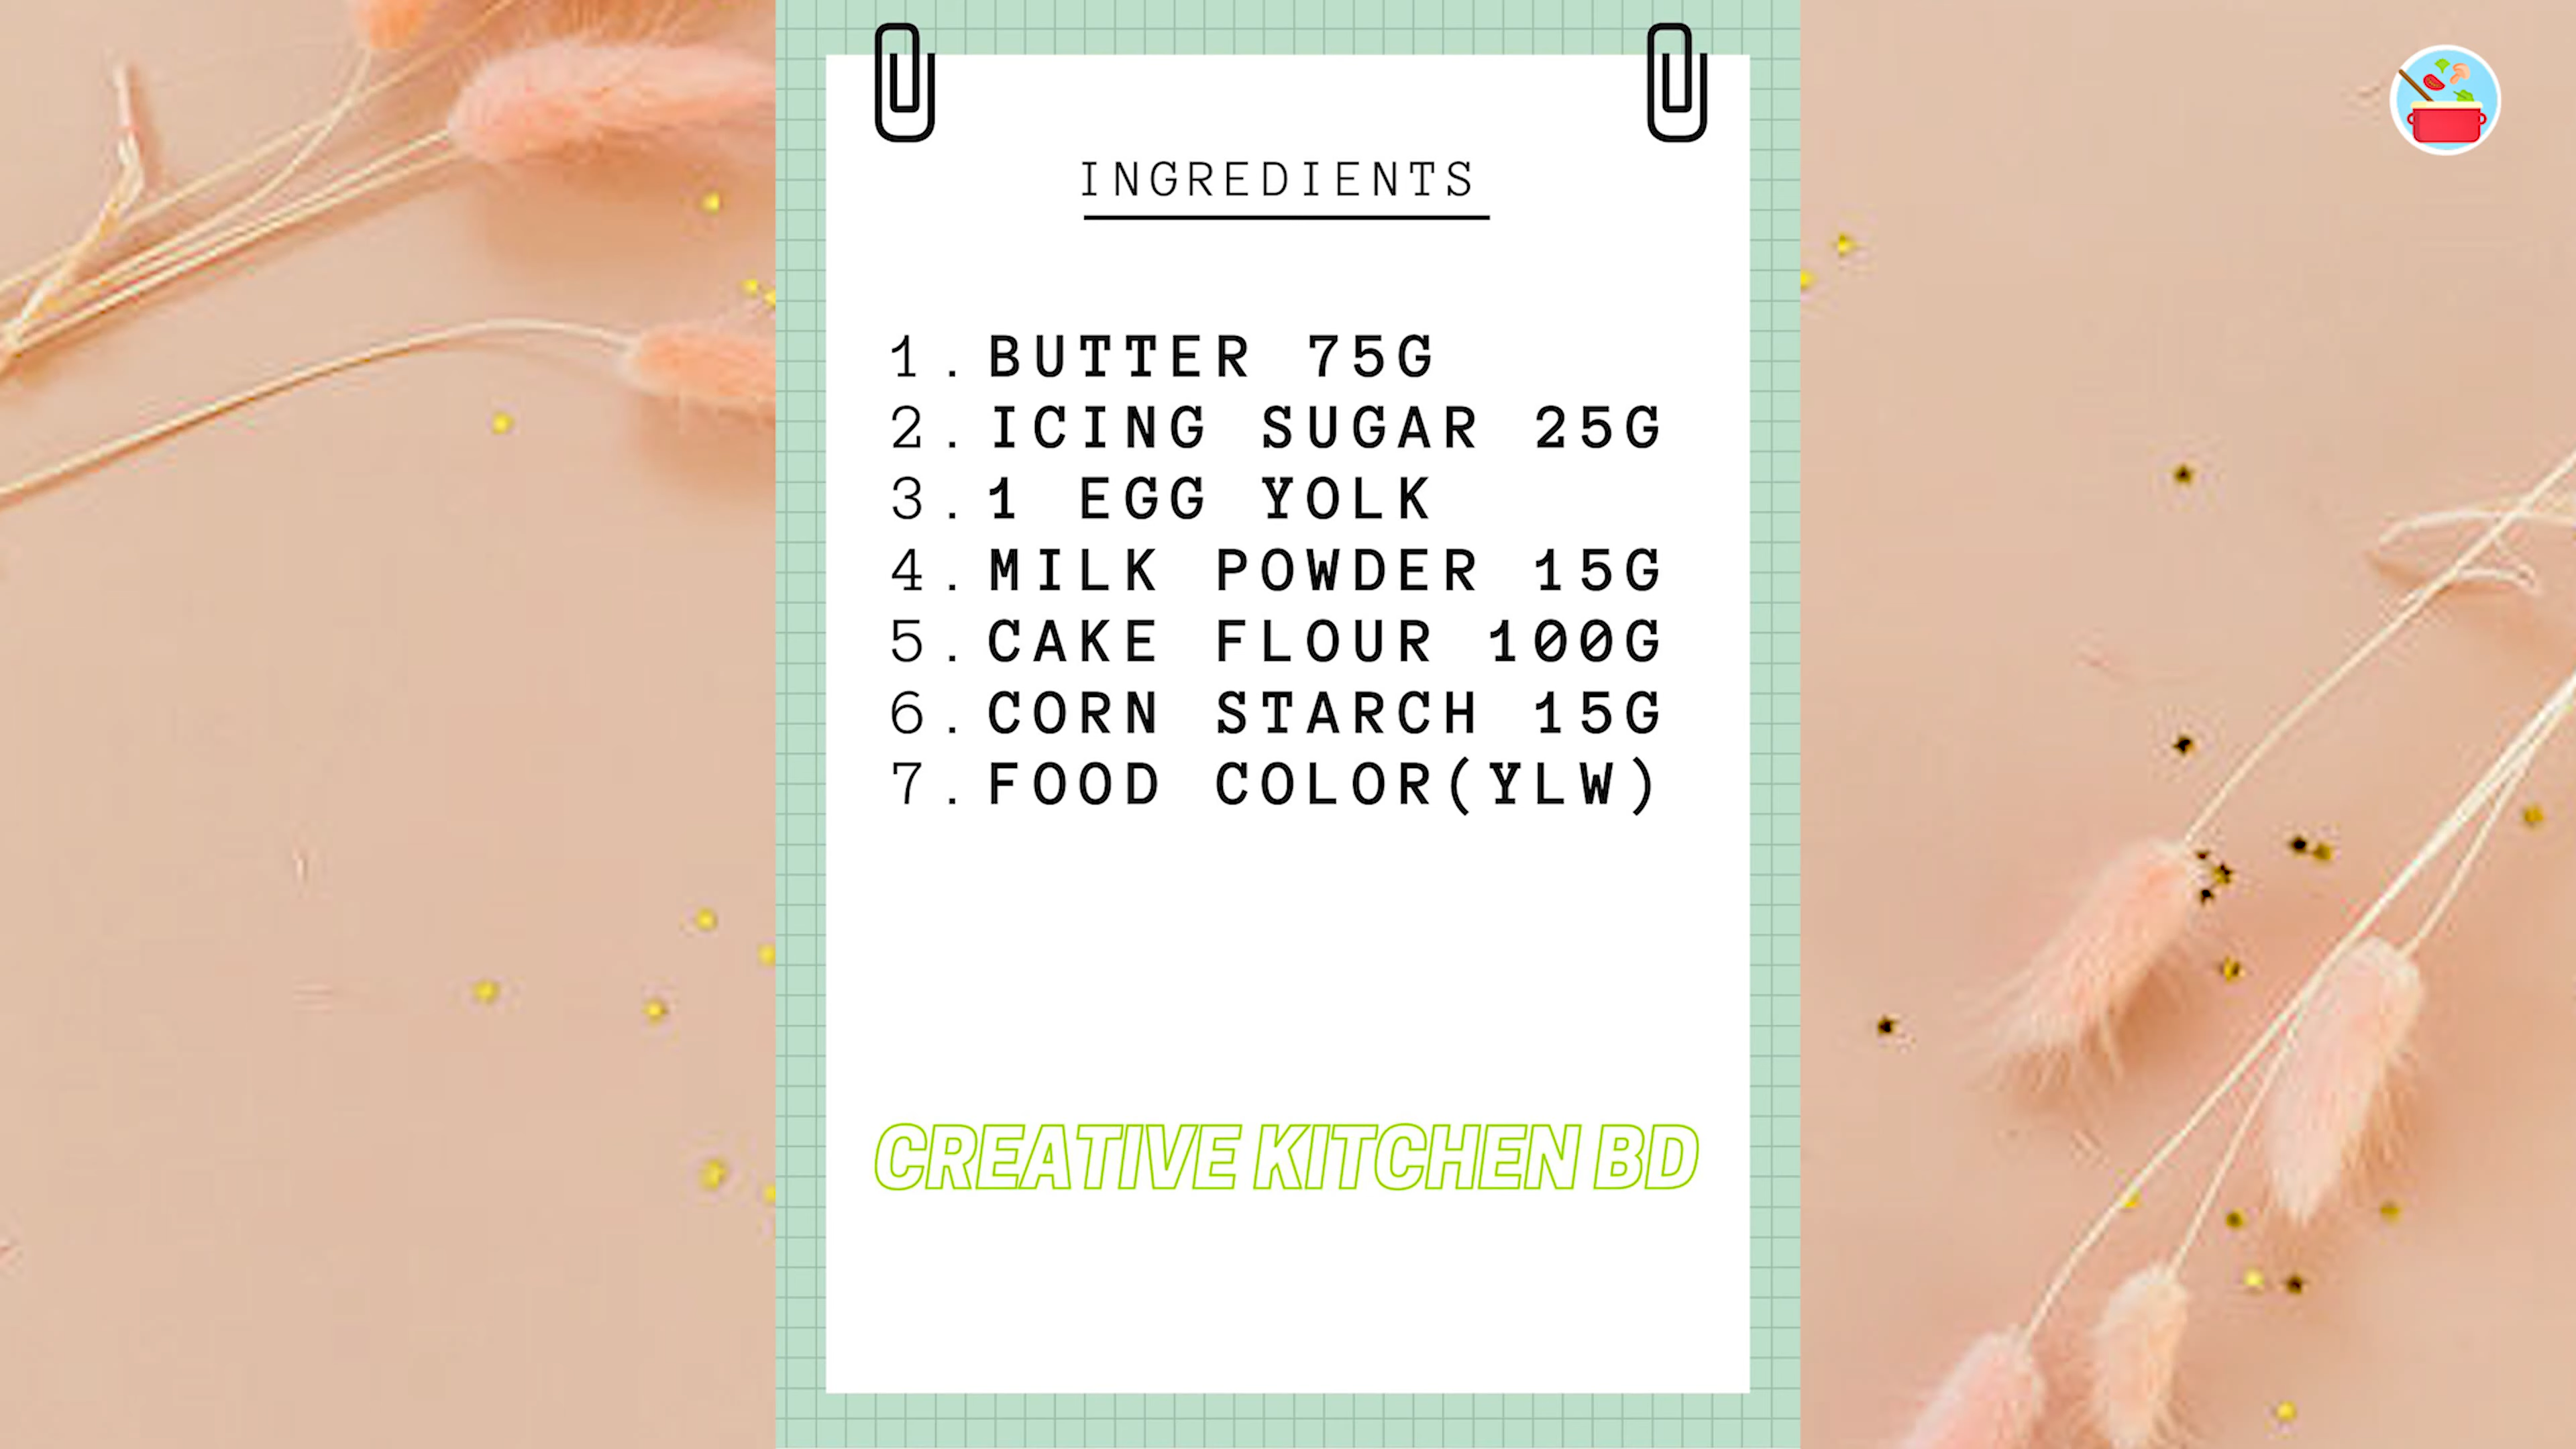 INGREDIENTS
1. BUTTER 75G
2. ICING SUGAR 25G
3. 1 EGG YOLK
4. MILK POWDER 15G
5. CAKE FLOUR 100G
6. CORN STARCH 15G
7. FOOD COLOR(YLW)
CREATIVE KITCHEN BD